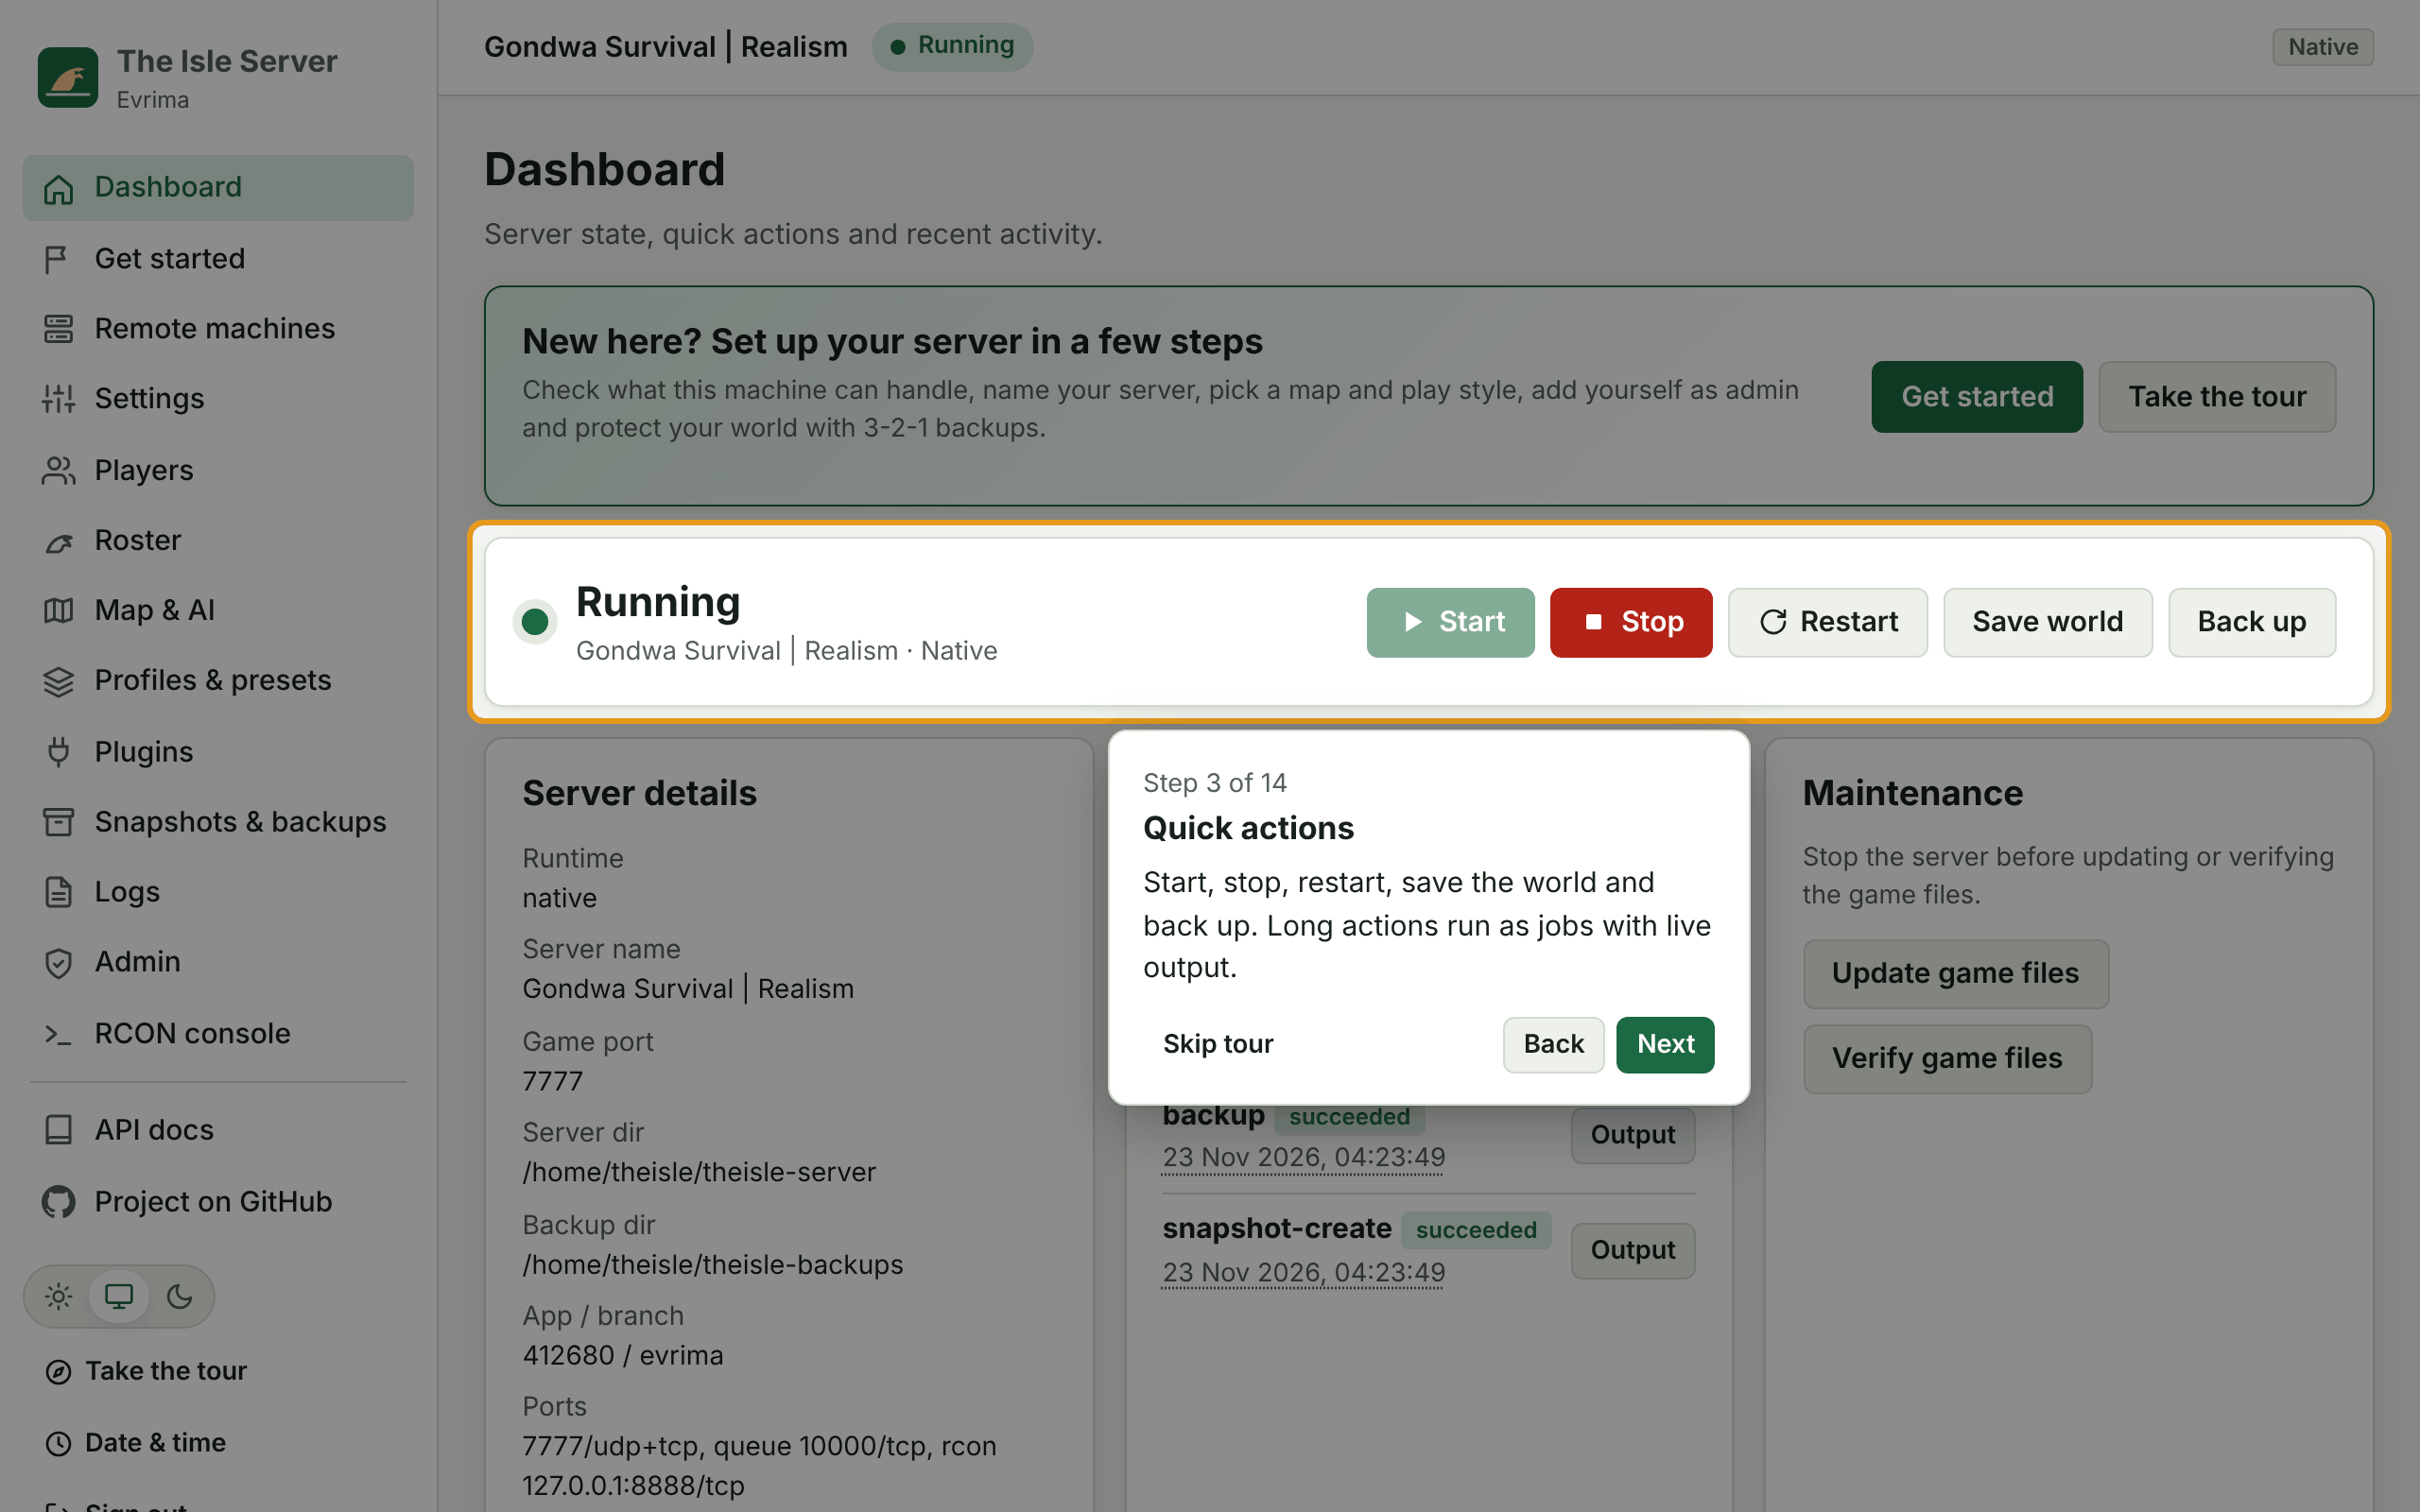 The Isle Server
Evrima
Dashboard
Get started
Remote machines
Settings
Players
Roster
Map & AI
Profiles & presets
Plugins
Snapshots & backups
Logs
Admin
RCON console
API docs
Project on GitHub
Take the tour
Date & time
Sign out
Gondwa Survival | Realism
Running
Native
Dashboard
Server state, quick actions and recent activity.
New here? Set up your server in a few steps
Check what this machine can handle, name your server, pick a map and play style, add yourself as admin
and protect your world with 3-2-1 backups.
Get started
Take the tour
Running
Gondwa Survival | Realism · Native
Start
Stop
Restart
Save world
Back up
Server details
Runtime
native
Server name
Gondwa Survival | Realism
Game port
7777
Server dir
/home/theisle/theisle-server
Backup dir
/home/theisle/theisle-backups
App / branch
412680 / evrima
Ports
7777/udp+tcp, queue 10000/tcp, rcon
127.0.0.1:8888/tcp
Step 3 of 14
Quick actions
Start, stop, restart, save the world and
back up. Long actions run as jobs with live
output.
Skip tour
Back
Next
backup succeeded
23 Nov 2026, 04:23:49
Output
snapshot-create succeeded
23 Nov 2026, 04:23:49
Output
Maintenance
Stop the server before updating or verifying
the game files.
Update game files
Verify game files